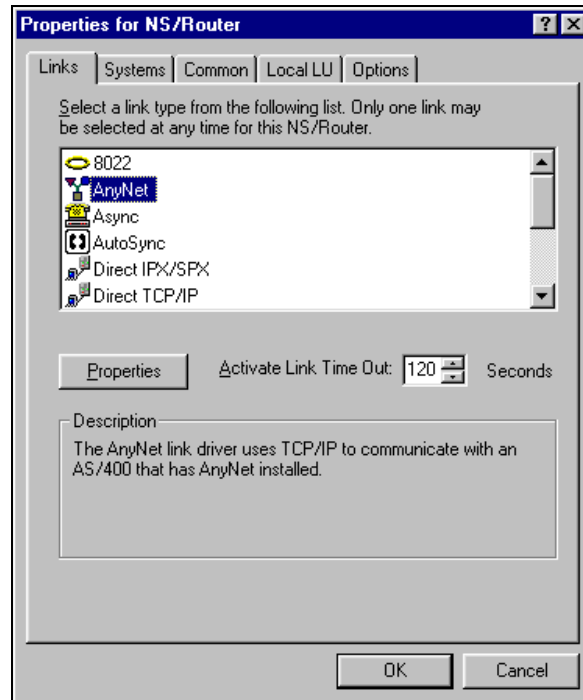 Properties for NS/Router
Links Systems Common Local LU Options
Select a link type from the following list. Only one link may
be selected at any time for this NS/Router.
8022
AnyNet
Async
AutoSync
Direct IPX/SPX
Direct TCP/IP
Properties Activate Link Time Out: 120 Seconds
Description
The AnyNet link driver uses TCP/IP to communicate with an
AS/400 that has AnyNet installed.
OK Cancel